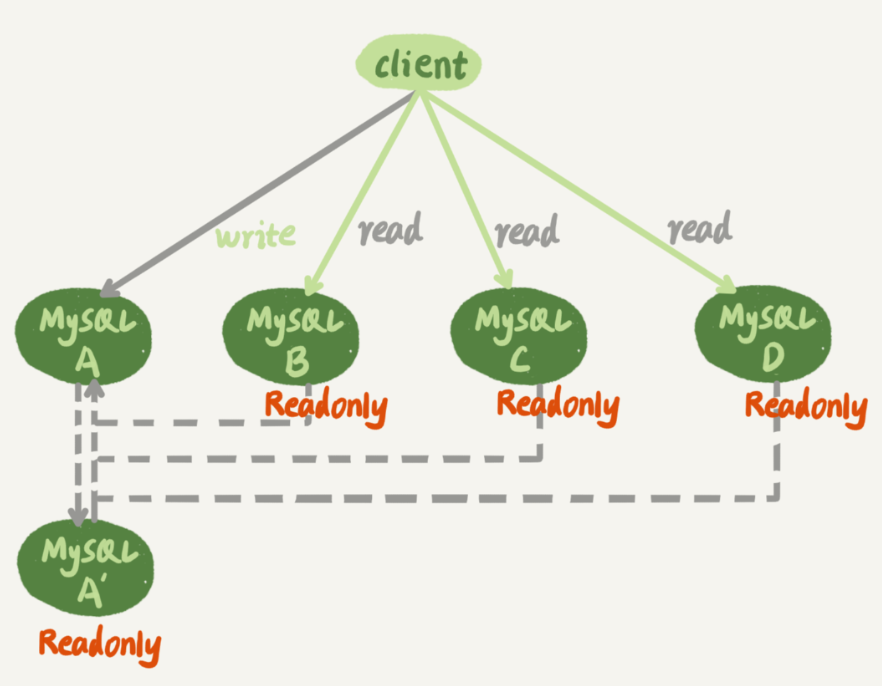 client
write
read
read
read
MySQL
A
MySQL
B
MySQL
C
MySQL
D
Readonly
Readonly
Readonly
MySQL
A'
Readonly